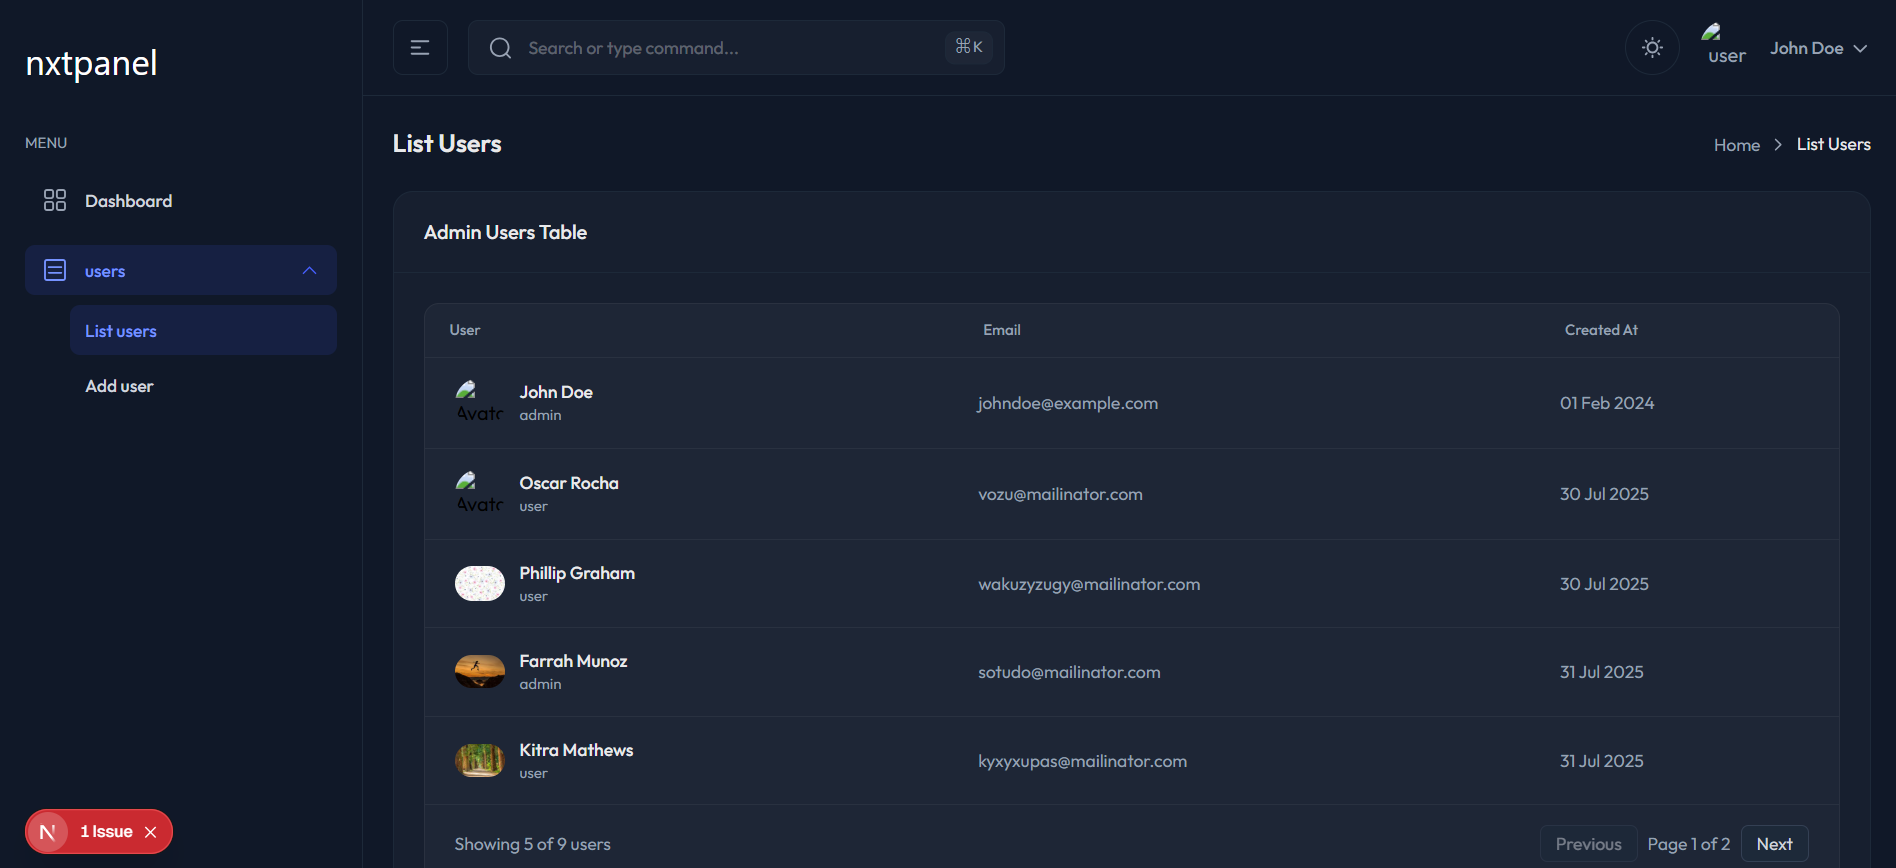 nxtpanel
MENU
Dashboard
users
List users
Add user
1 Issue
Search or type command...
⌘K
user
John Doe
List Users
Home > List Users
Admin Users Table
User Email Created At
John Doe
admin
johndoe@example.com
01 Feb 2024
Oscar Rocha
user
vozu@mailinator.com
30 Jul 2025
Phillip Graham
user
wakuzyzugy@mailinator.com
30 Jul 2025
Farrah Munoz
admin
sotudo@mailinator.com
31 Jul 2025
Kitra Mathews
user
kyxyxupas@mailinator.com
31 Jul 2025
Showing 5 of 9 users
Previous Page 1 of 2 Next